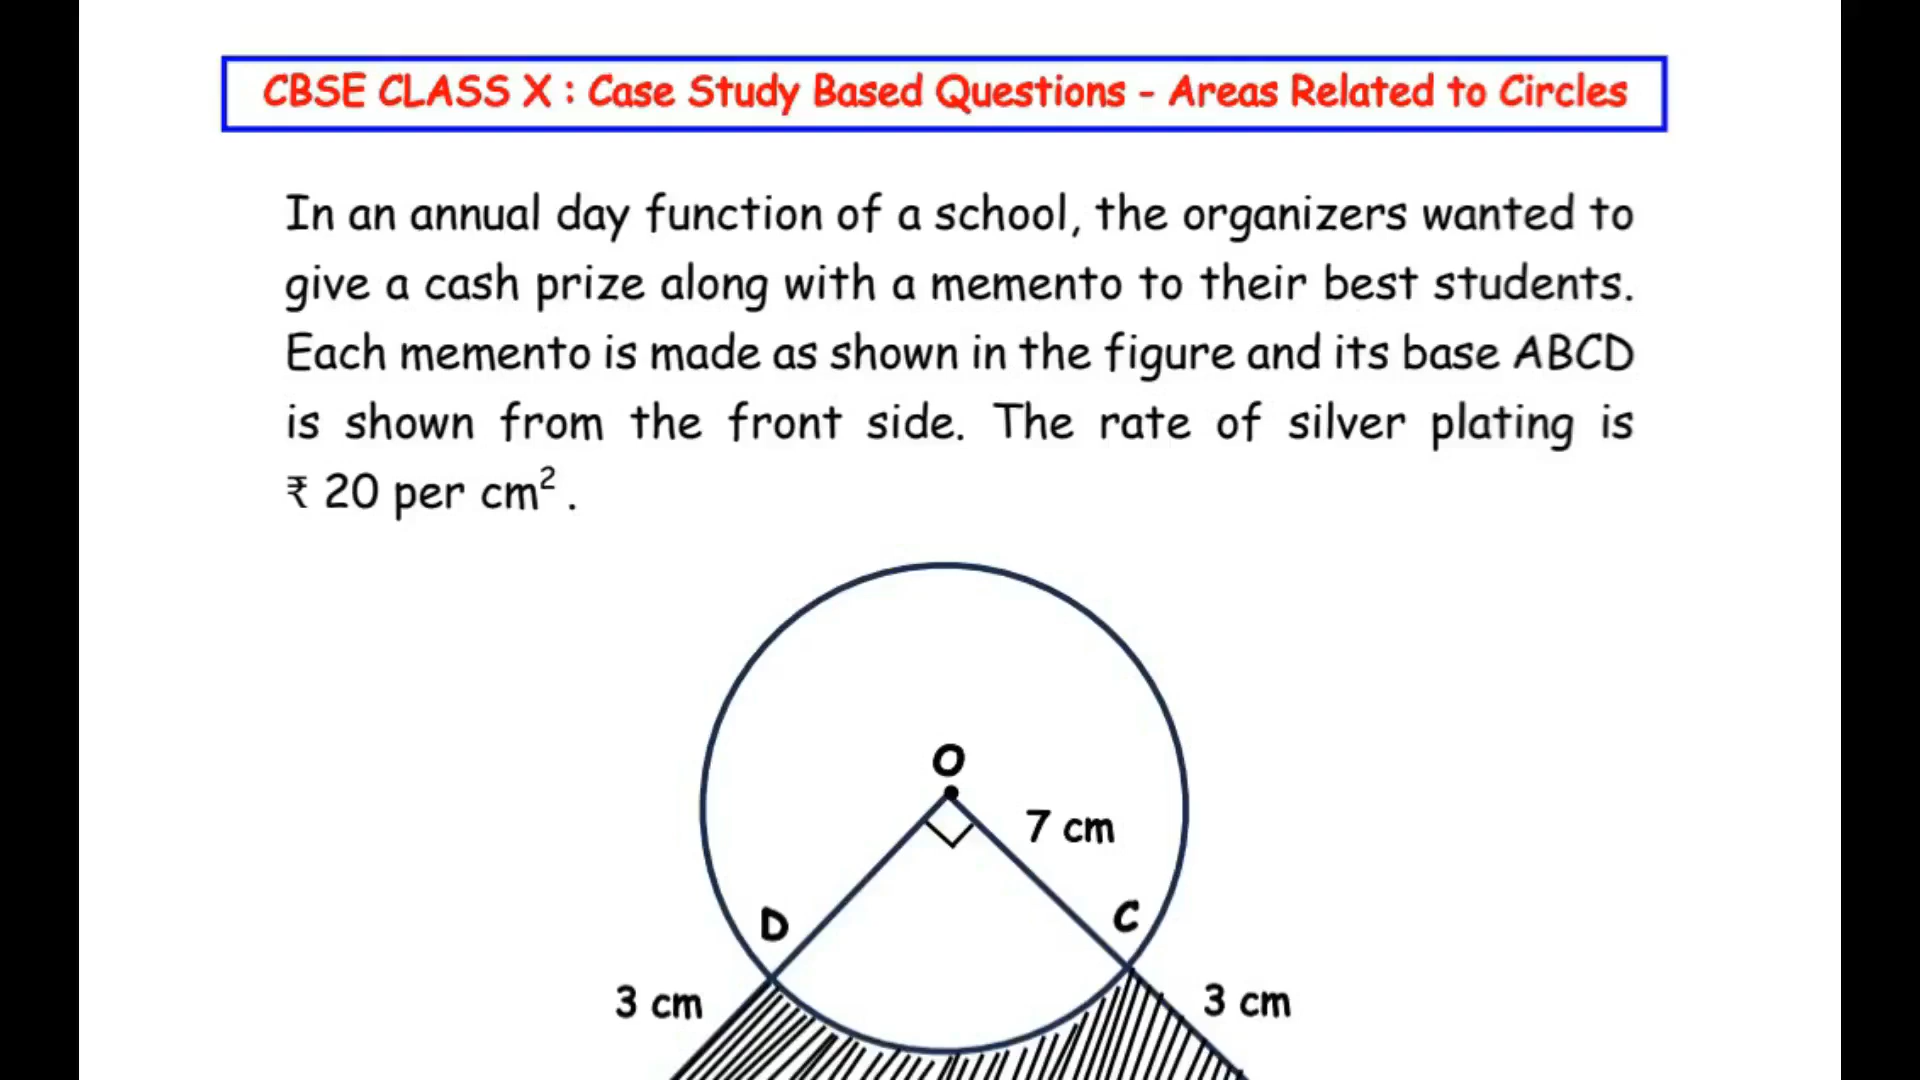 CBSE CLASS X : Case Study Based Questions - Areas Related to Circles
In an annual day function of a school, the organizers wanted to
give a cash prize along with a memento to their best students.
Each memento is made as shown in the figure and its base ABCD
is shown from the front side. The rate of silver plating is
₹ 20 per cm².
O
7 cm
D
C
3 cm
3 cm